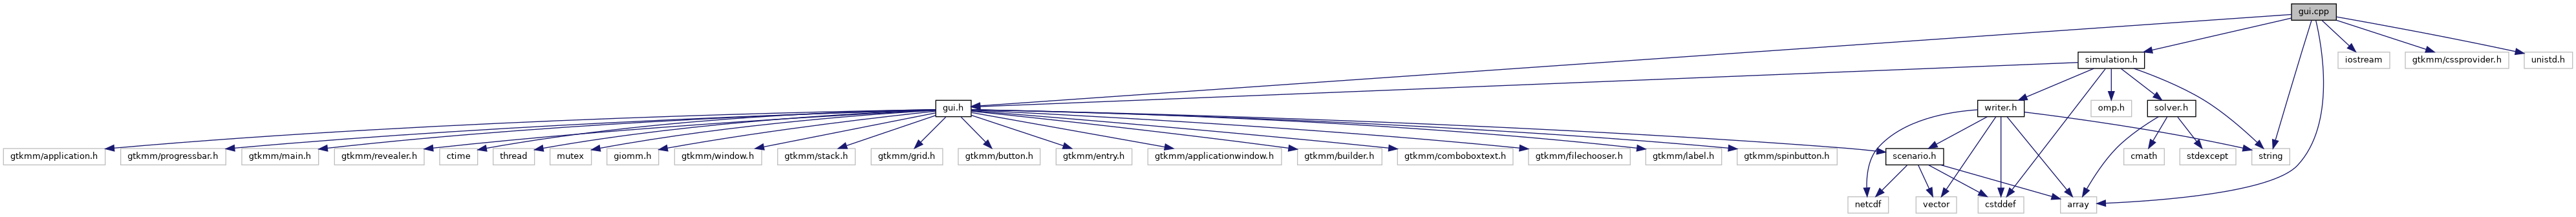 gui.cpp
simulation.h
iostream
gtkmm/cssprovider.h
unistd.h
gui.h
writer.h
omp.h
solver.h
gtkmm/application.h
gtkmm/progressbar.h
gtkmm/main.h
gtkmm/revealer.h
ctime
thread
mutex
giomm.h
gtkmm/window.h
gtkmm/stack.h
gtkmm/grid.h
gtkmm/button.h
gtkmm/entry.h
gtkmm/applicationwindow.h
gtkmm/builder.h
gtkmm/comboboxtext.h
gtkmm/filechooser.h
gtkmm/label.h
gtkmm/spinbutton.h
scenario.h
cmath
stdexcept
string
netcdf
vector
cstddef
array